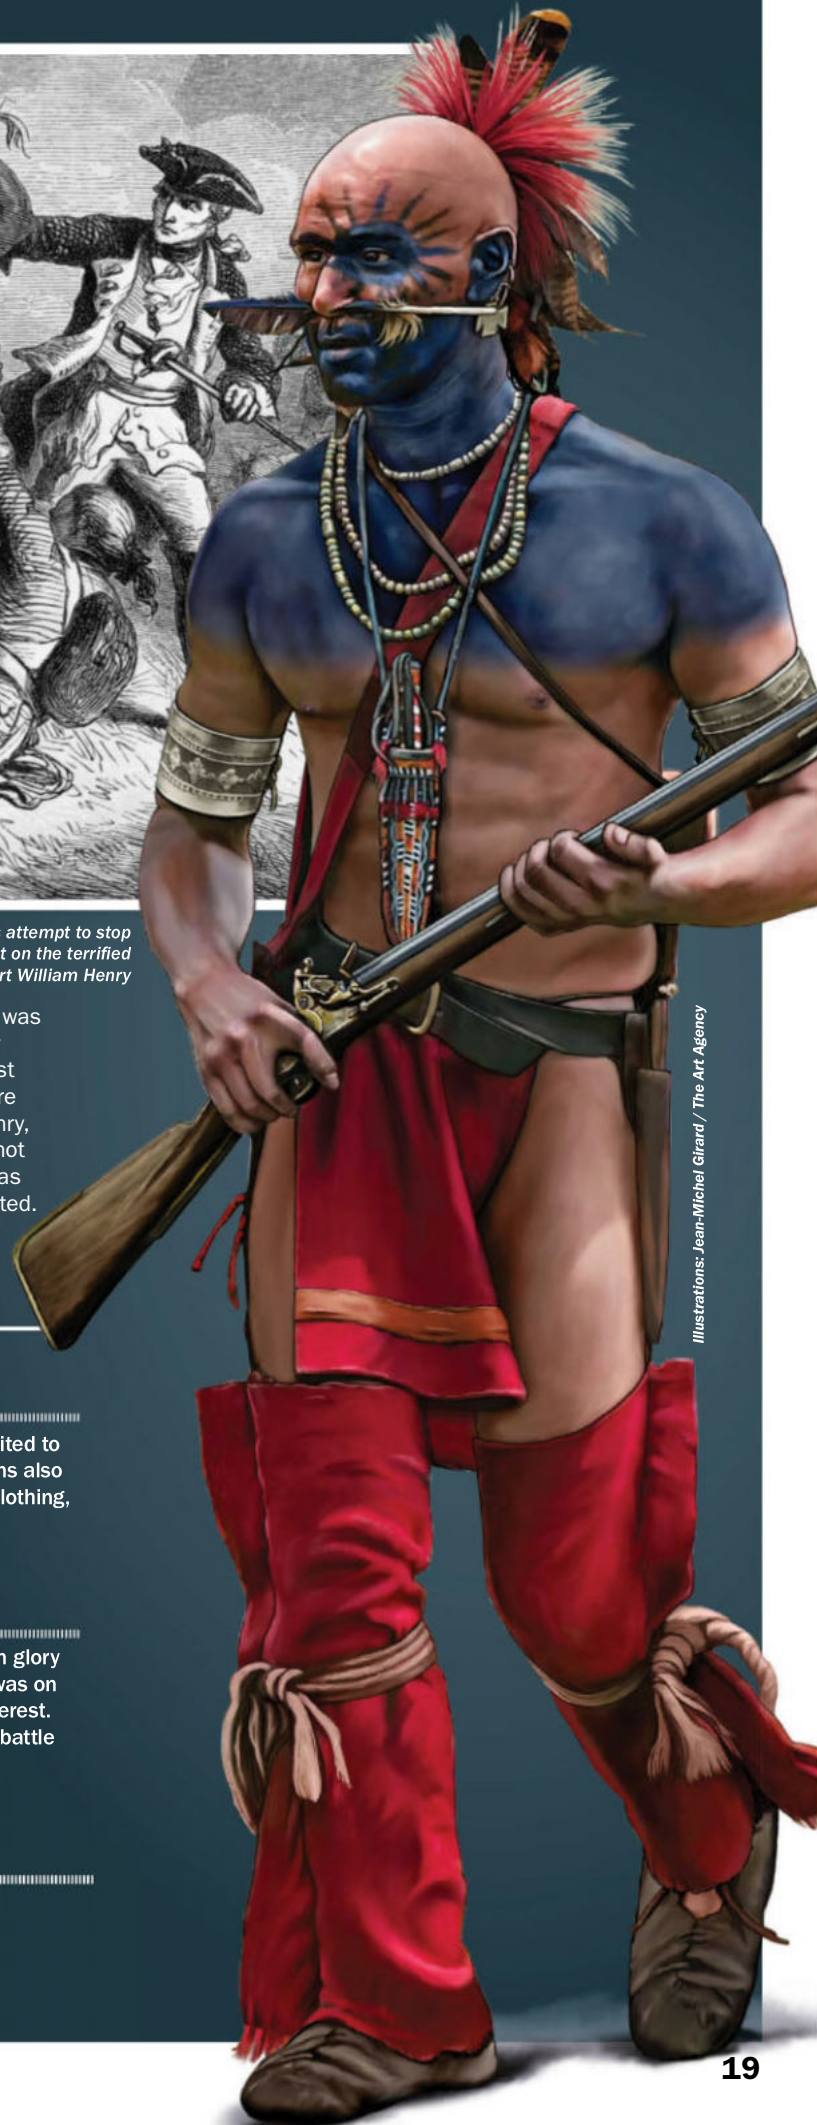 attempt to stop
t on the terrified
rt William Henry
was
st
re
nry,
not
as
ted.
Illustrations: Jean-Michel Girard / The Art Agency
ited to
ns also
lothing,
n glory
was on
erest.
battle
19